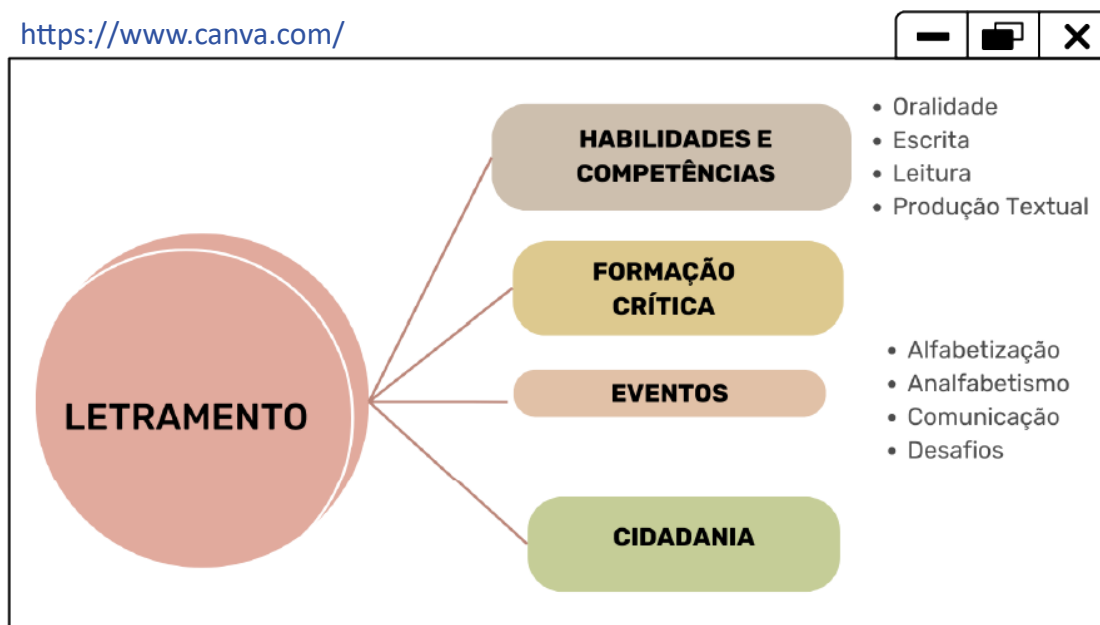 https://www.canva.com/
HABILIDADES E
COMPETÊNCIAS
• Oralidade
• Escrita
• Leitura
• Produção Textual
FORMAÇÃO
CRÍTICA
EVENTOS
• Alfabetização
• Analfabetismo
• Comunicação
• Desafios
LETRAMENTO
CIDADANIA